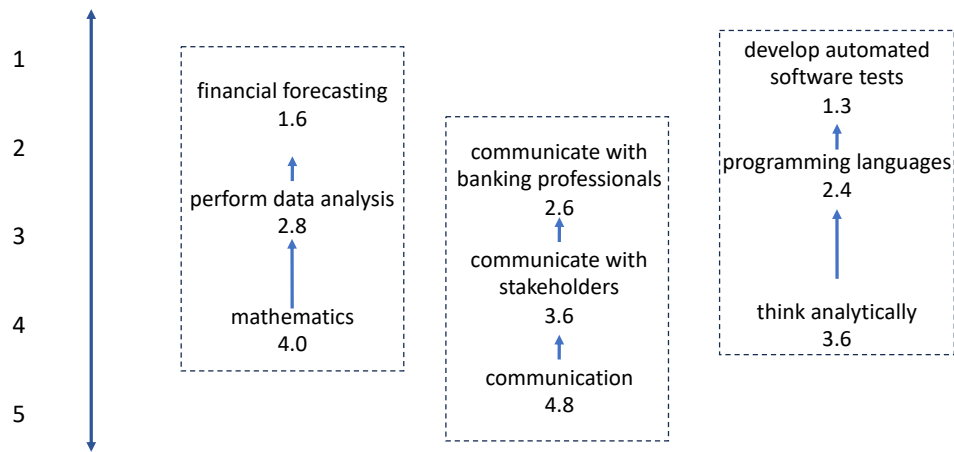 1
2
3
4
5
financial forecasting
1.6
perform data analysis
2.8
mathematics
4.0
communicate with
banking professionals
2.6
communicate with
stakeholders
3.6
communication
4.8
develop automated
software tests
1.3
programming languages
2.4
think analytically
3.6